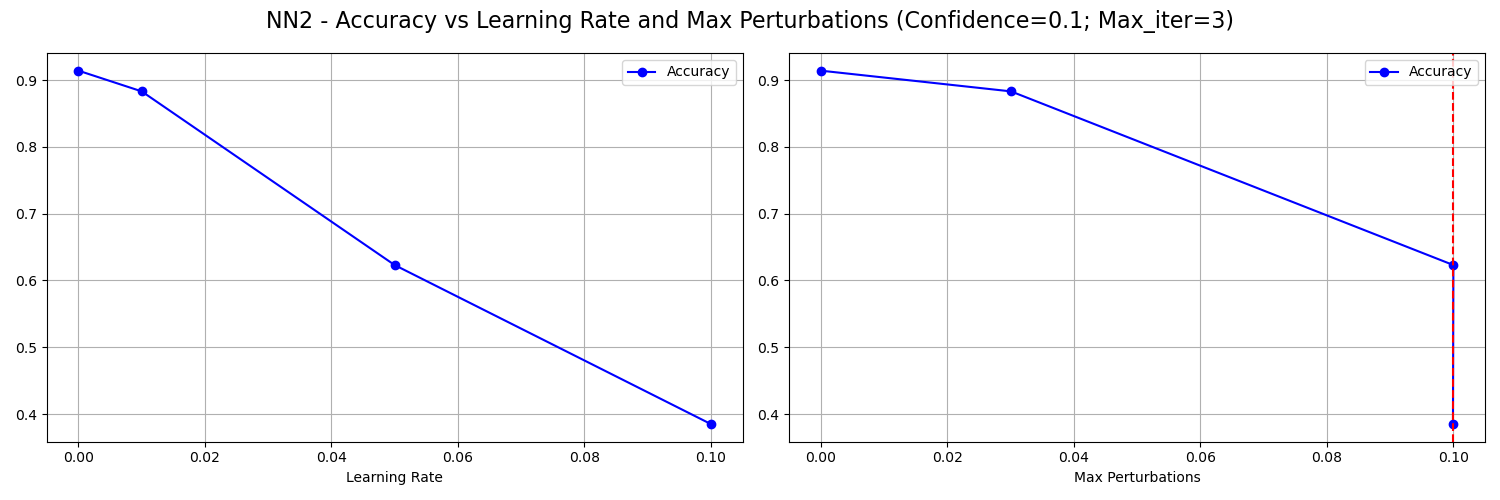 NN2 - Accuracy vs Learning Rate and Max Perturbations (Confidence=0.1; Max_iter=3)
Accuracy
0.9
0.8
0.7
0.6
0.5
0.4
0.00 0.02 0.04 0.06 0.08 0.10
Learning Rate
Accuracy
0.9
0.8
0.7
0.6
0.5
0.4
0.00 0.02 0.04 0.06 0.08 0.10
Max Perturbations